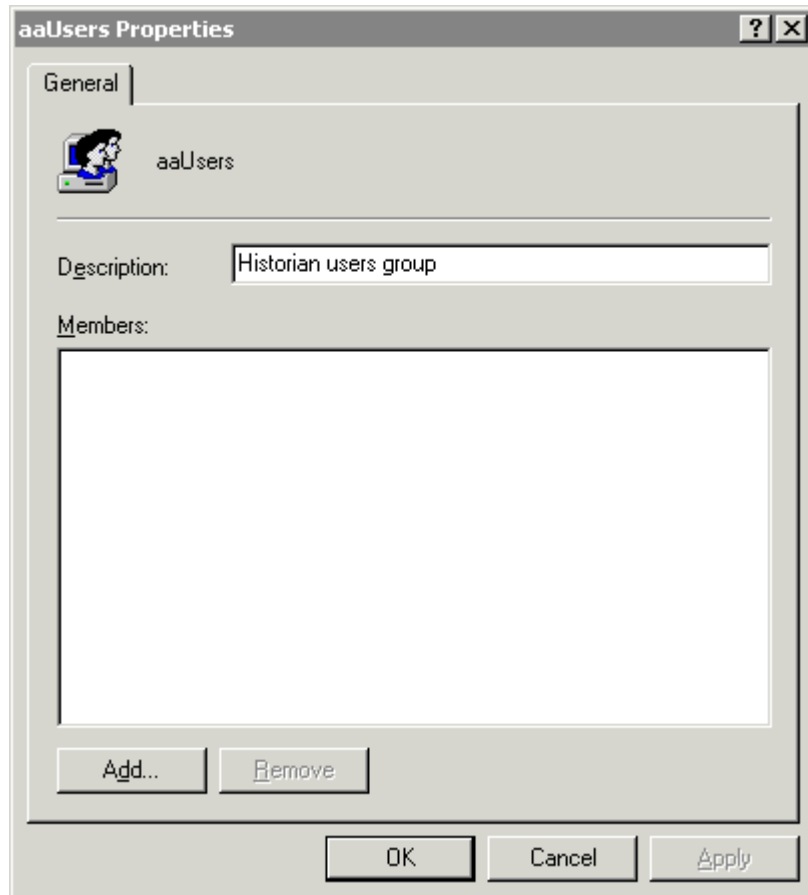 aaUsers Properties
General
aaUsers
Description: Historian users group
Members:
Add... Remove
OK Cancel Apply